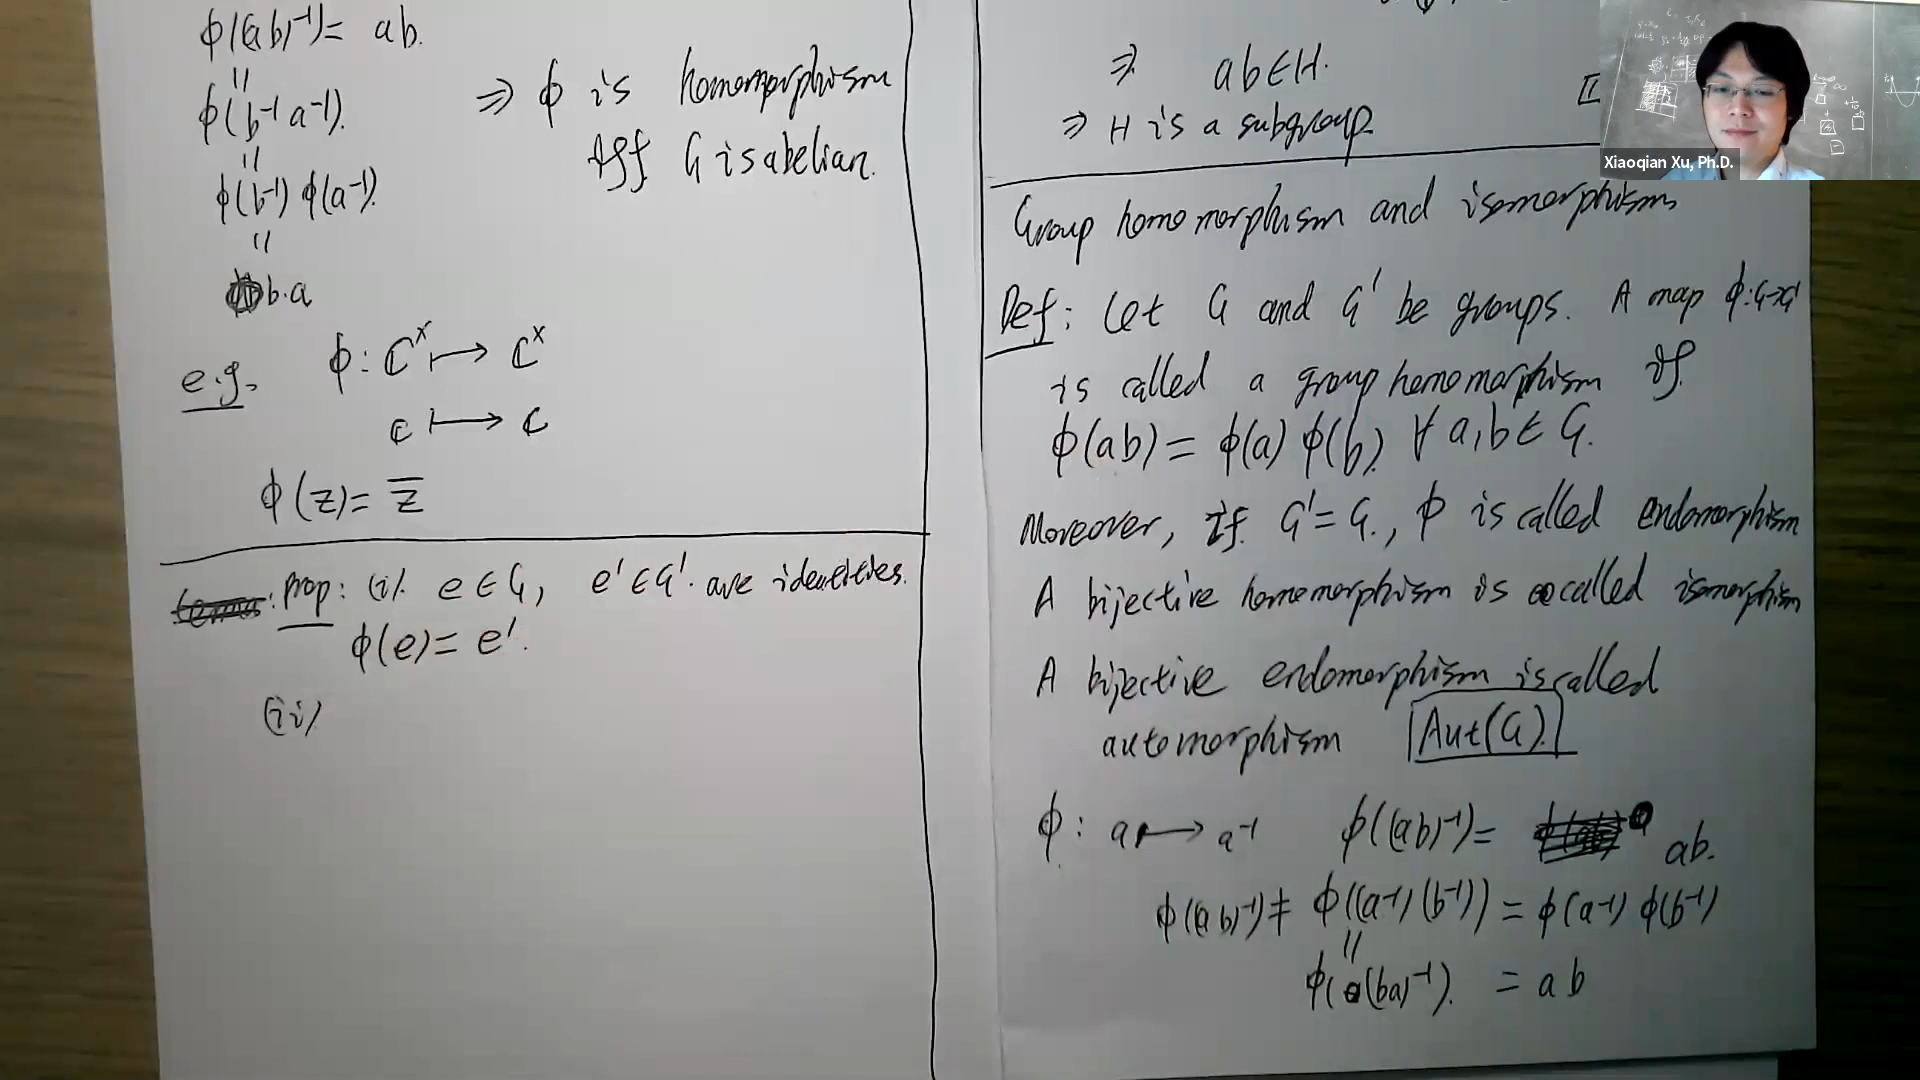 ϕ((ab)⁻¹) = ab.
||
ϕ(b⁻¹a⁻¹).
||
ϕ(b⁻¹) ϕ(a⁻¹).
||
b·a
⇒ ϕ is homomorphism
iff G is abelian.
e.g. ϕ: C^x ↦ C^x
C ↦ C
ϕ(z) = z̅
: Prop: (i). e ∈ G, e' ∈ G'. are identities.
ϕ(e) = e'.
(ii)
⇒ ab ∈ H.
⇒ H is a subgroup.
Group homomorphism and isomorphism
Def: Let G and G' be groups. A map ϕ: G→G'
is called a group homomorphism if
ϕ(ab) = ϕ(a) ϕ(b). ∀ a,b ∈ G.
Moreover, if G' = G., ϕ is called endomorphism
A bijective homomorphism is called isomorphism
A bijective endomorphism is called
automorphism Aut(G).
ϕ: a ↦ a⁻¹ ϕ((ab)⁻¹) = ab.
ϕ((ab)⁻¹) ≠ ϕ((a⁻¹)(b⁻¹)) = ϕ(a⁻¹) ϕ(b⁻¹)
||
ϕ((ba)⁻¹). = ab
Xiaoqian Xu, Ph.D.